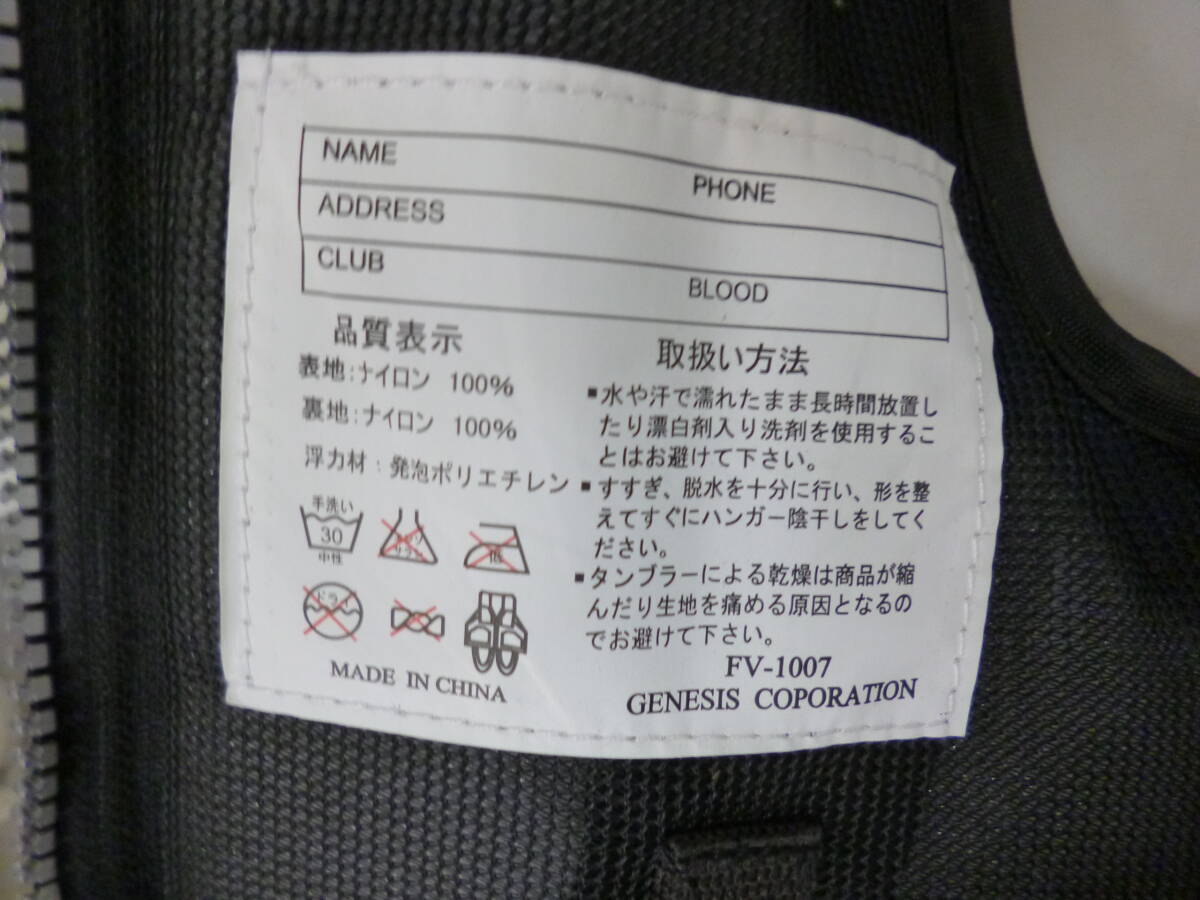 NAME
PHONE
ADDRESS
CLUB
BLOOD
品質表示
表地:ナイロン 100%
裏地:ナイロン 100%
浮力材:発泡ポリエチレン
手洗い
30
中性
低
ドライ
MADE IN CHINA
取扱い方法
■水や汗で濡れたまま長時間放置し
たり漂白剤入り洗剤を使用するこ
とはお避けて下さい。
■すすぎ、脱水を十分に行い、形を整
えてすぐにハンガー陰干しをしてく
ださい。
■タンブラーによる乾燥は商品が縮
んだり生地を痛める原因となるの
でお避けて下さい。
FV-1007
GENESIS COPORATION